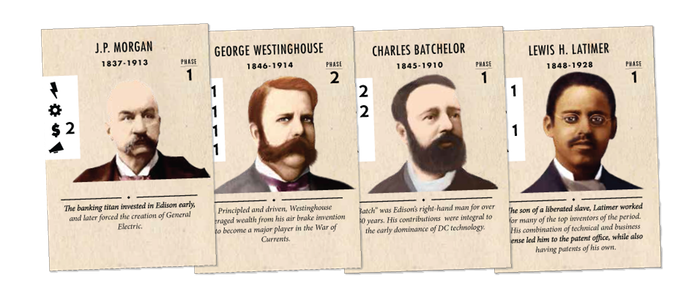 J.P. MORGAN
1837-1913
PHASE
1
$ 2
The banking titan invested in Edison early,
and later forced the creation of General
Electric.
GEORGE WESTINGHOUSE
1846-1914
PHASE
2
1
1
1
1
Principled and driven, Westinghouse
eraged wealth from his air brake invention
to become a major player in the War of
Currents.
CHARLES BATCHELOR
1845-1910
PHASE
1
2
2
Batch" was Edison's right-hand man for over
0 years. His contributions were integral to
the early dominance of DC technology.
LEWIS H. LATIMER
1848-1928
PHASE
1
1
1
The son of a liberated slave, Latimer worked
for many of the top inventors of the period.
His combination of technical and business
ense led him to the patent office, while also
having patents of his own.